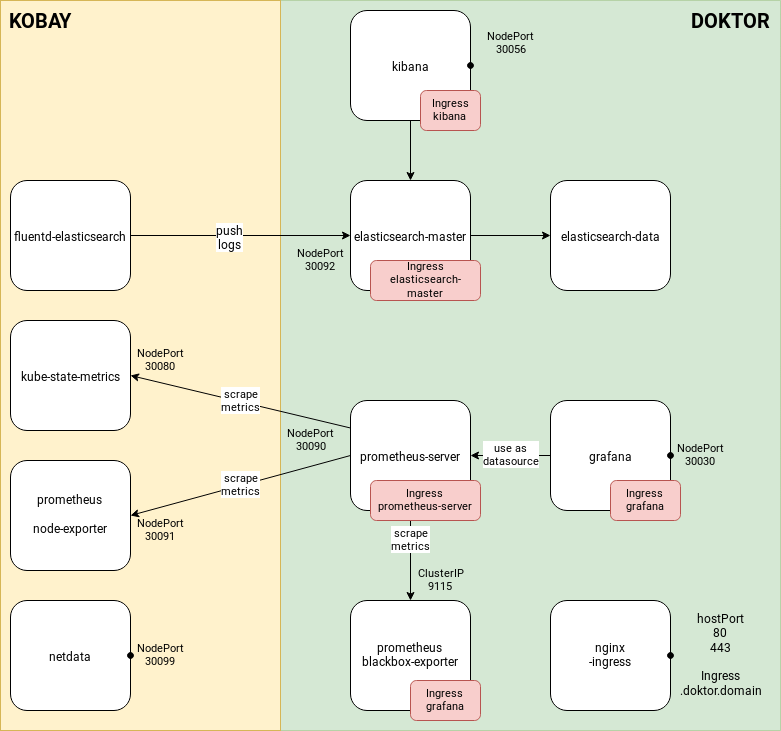 KOBAY
DOKTOR
kibana
NodePort
30056
Ingress
kibana
fluentd-elasticsearch
push
logs
NodePort
30092
elasticsearch-master
Ingress
elasticsearch-
master
elasticsearch-data
kube-state-metrics
NodePort
30080
scrape
metrics
NodePort
30090
prometheus-server
Ingress
prometheus-server
use as
datasource
grafana
NodePort
30030
Ingress
grafana
prometheus
node-exporter
scrape
metrics
NodePort
30091
scrape
metrics
ClusterIP
9115
netdata
NodePort
30099
prometheus
blackbox-exporter
Ingress
grafana
nginx
-ingress
hostPort
80
443
Ingress
.doktor.domain